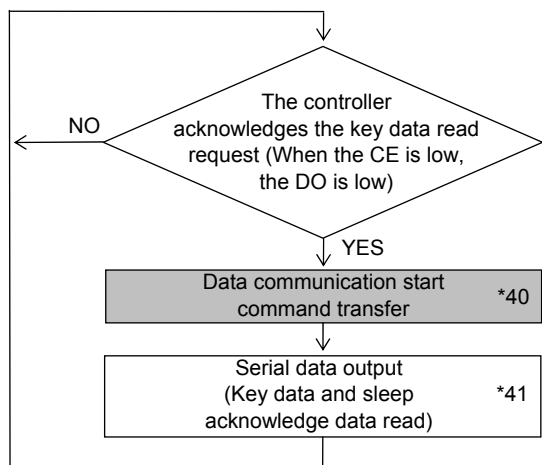 The controller
acknowledges the key data read
request (When the CE is low,
the DO is low)
NO
YES
Data communication start
command transfer
*40
Serial data output
(Key data and sleep
acknowledge data read)
*41